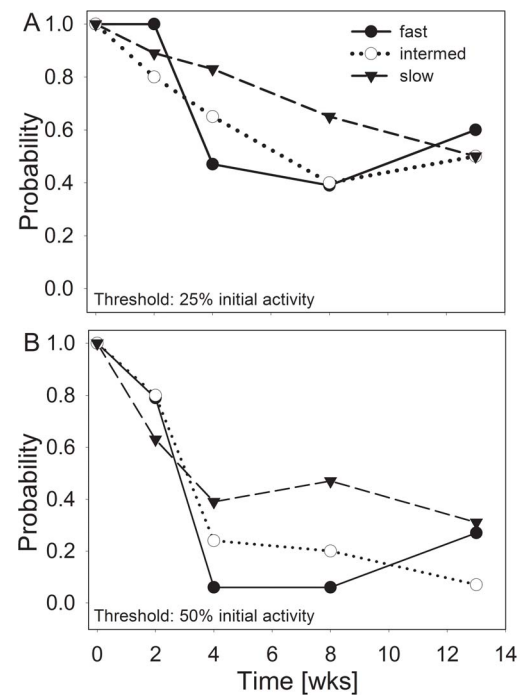 A
1.0
0.8
0.6
0.4
0.2
0.0
Probability
fast
intermed
slow
Threshold: 25% initial activity
B
1.0
0.8
0.6
0.4
0.2
0.0
Probability
Threshold: 50% initial activity
0 2 4 6 8 10 12 14
Time [wks]